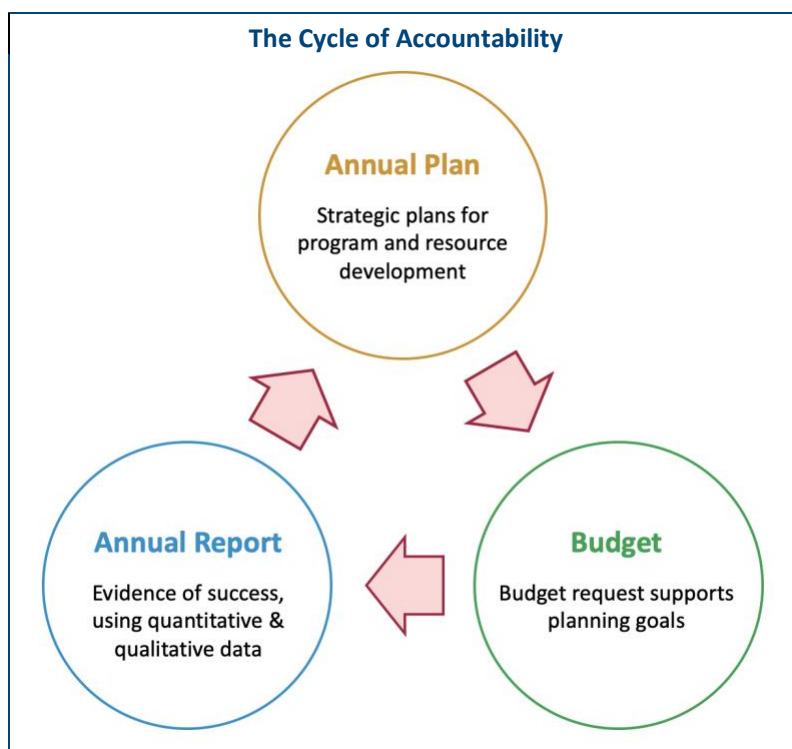 The Cycle of Accountability
Annual Plan
Strategic plans for
program and resource
development
Annual Report
Evidence of success,
using quantitative &
qualitative data
Budget
Budget request supports
planning goals